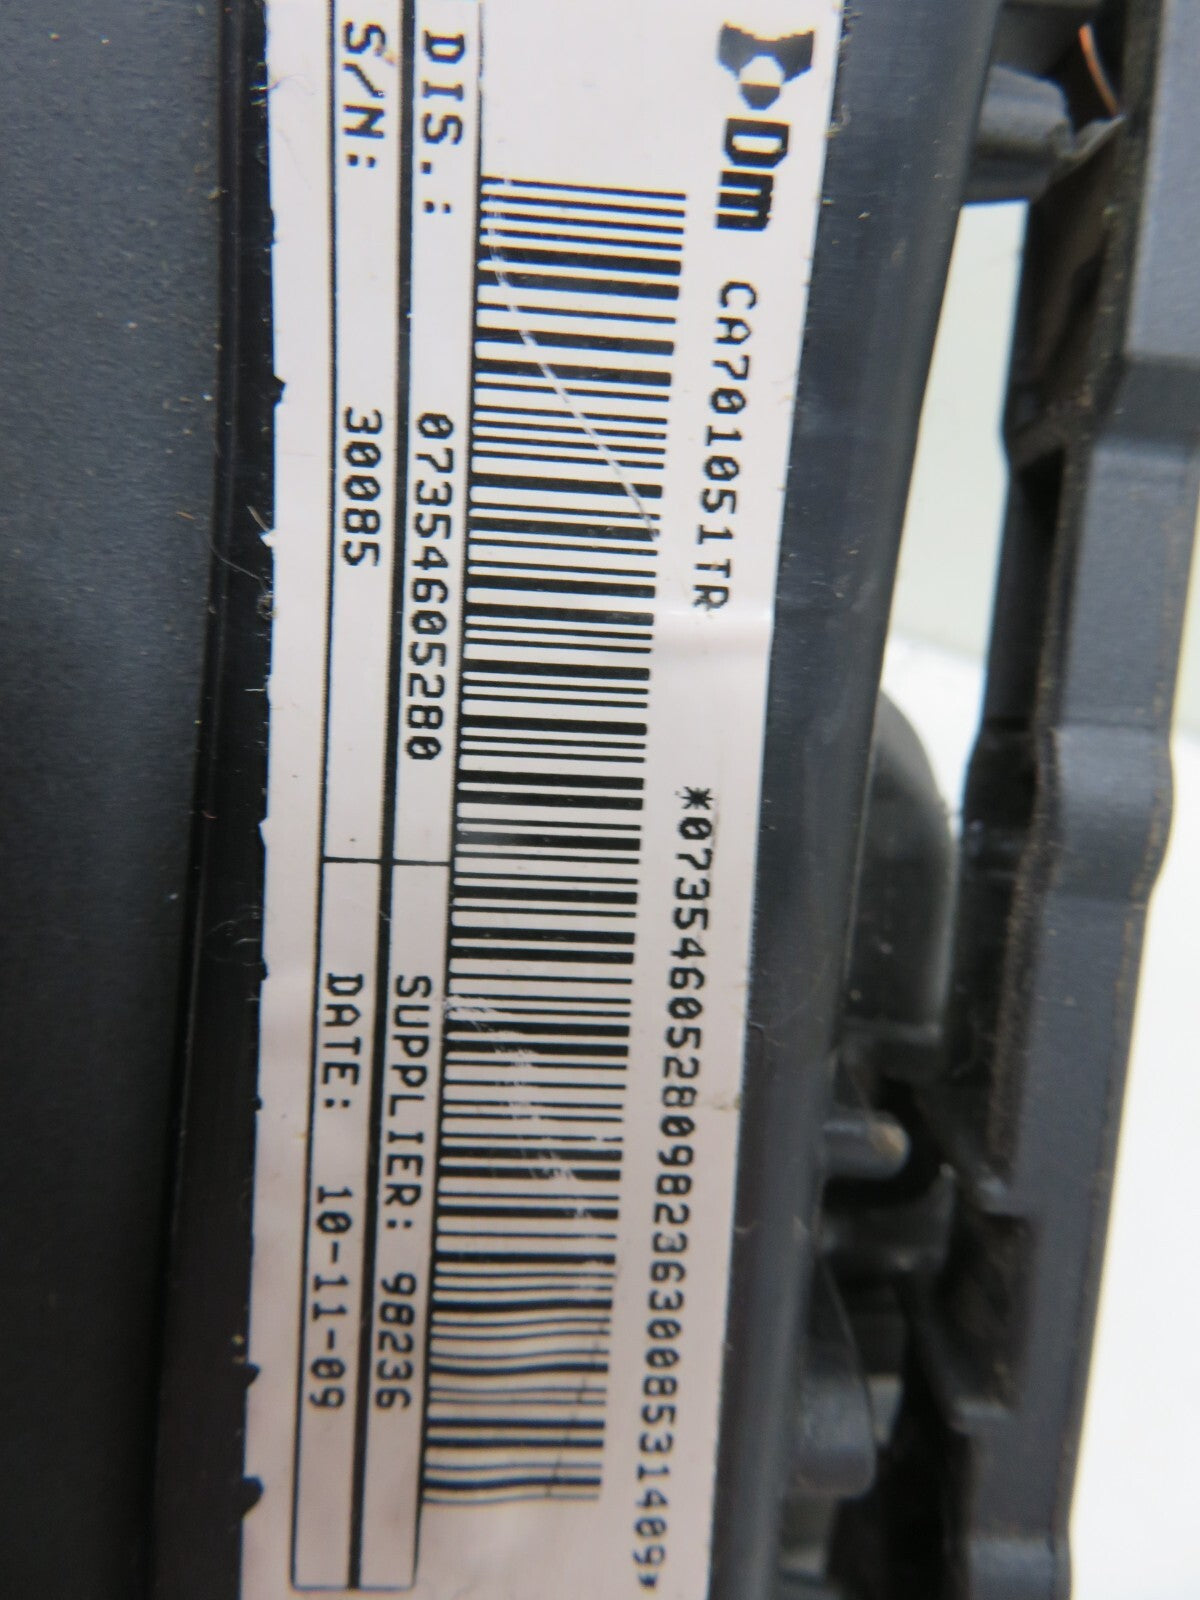 Dm CA701051TR *07354605280982363008531409*
DIS.: 07354605280 SUPPLIER: 98236
S/N: 30085 DATE: 10-11-09